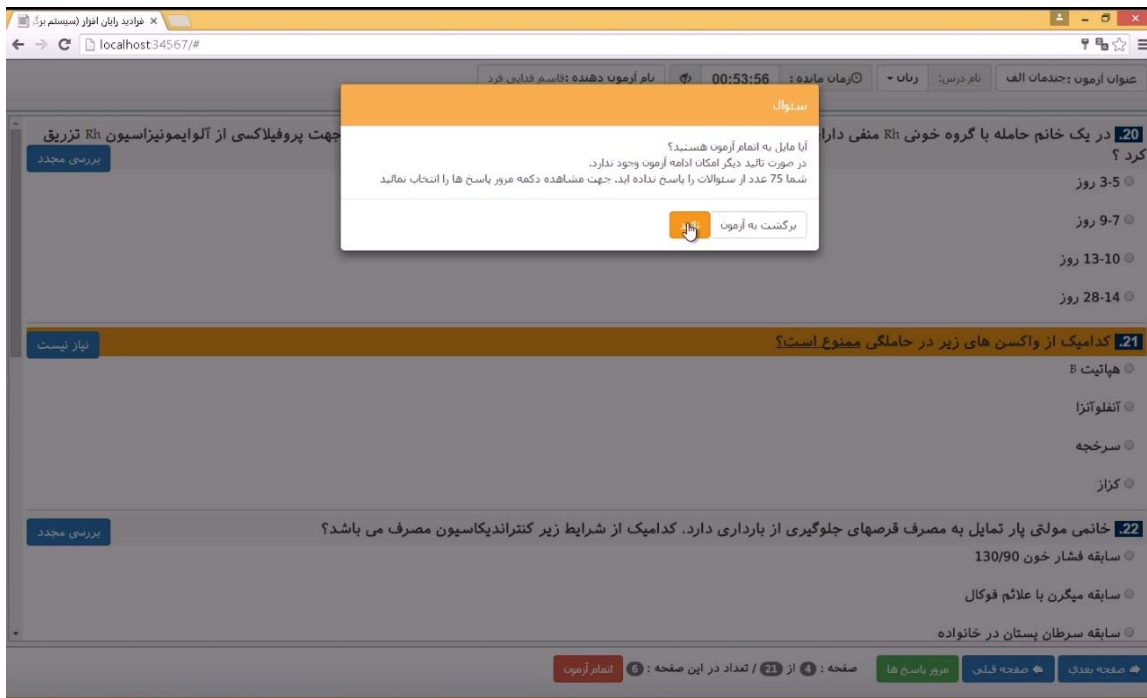 فرادید رایان افزار (سیستم برگ
localhost:34567/#
عنوان آزمون :چیدمان الف
نام درس: زنان
زمان مانده : 00:53:56
نام آزمون دهنده :قاسم فدایی فرد
سئوال
آیا مایل به اتمام آزمون هستید؟
در صورت تائید دیگر امکان ادامه آزمون وجود ندارد.
شما 75 عدد از سئوالات را پاسخ نداده اید، جهت مشاهده دکمه مرور پاسخ ها را انتخاب نمائید
برگشت به آزمون
20. در یک خانم حامله با گروه خونی Rh منفی دارا
جهت پروفیلاکسی از آلوایمونیزاسیون Rh تزریق
کرد ؟
بررسی مجدد
3-5 روز
9-7 روز
13-10 روز
28-14 روز
21. کدامیک از واکسن های زیر در حاملگی ممنوع است؟
نیاز نیست
هپاتیت B
آنفلوآنزا
سرخجه
کزاز
22. خانمی مولتی پار تمایل به مصرف قرصهای جلوگیری از بارداری دارد. کدامیک از شرایط زیر کنتراندیکاسیون مصرف می باشد؟
بررسی مجدد
سابقه فشار خون 130/90
سابقه میگرن با علائم فوکال
سابقه سرطان پستان در خانواده
صفحه بعدی
صفحه قبلی
مرور پاسخ ها
صفحه : 4 از 21 / تعداد در این صفحه : 6
اتمام آزمون